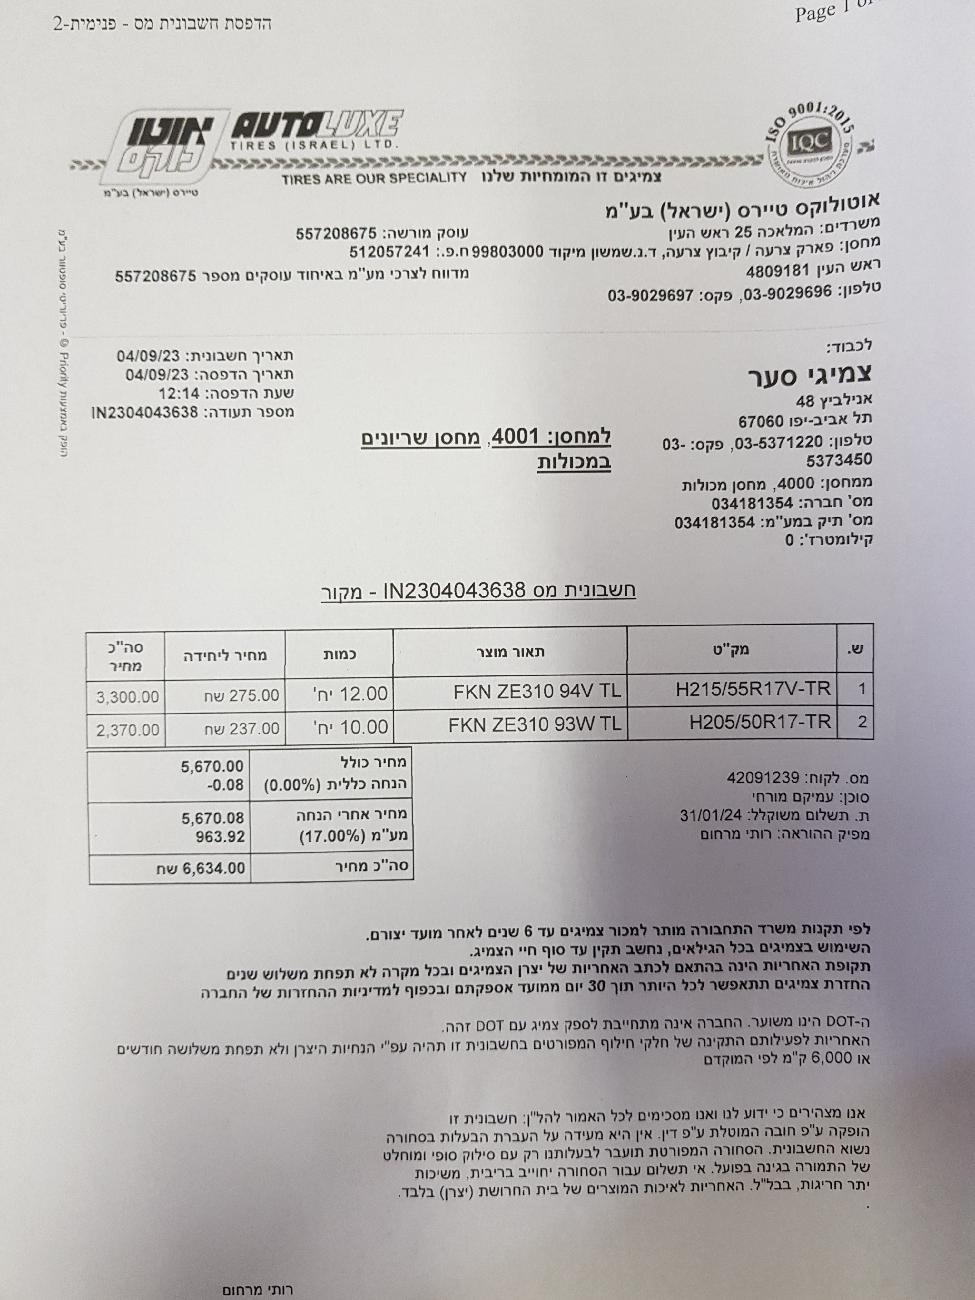 הדפסת חשבונית מס - פנימית-2
Page 1 of
אוטו לוקס
AUTOLUXE
TIRES (ISRAEL) LTD.
טיירס (ישראל) בע"מ
ISO 9001:2015
IQC
TIRES ARE OUR SPECIALITY צמיגים זו המומחיות שלנו
אוטולוקס טיירס (ישראל) בע"מ
משרדים: המלאכה 25 ראש העין
עוסק מורשה: 557208675
מחסן: פארק צרעה / קיבוץ צרעה, ד.נ.שמשון מיקוד 99803000
ח.פ.: 512057241
ראש העין 4809181
מדווח לצרכי מע"מ באיחוד עוסקים מספר 557208675
טלפון: 03-9029696, פקס: 03-9029697
הופק באמצעות Priority © - פריוריטי סופטוור בע"מ
לכבוד:
צמיגי סער
אנילביץ 48
תל אביב-יפו 67060
טלפון: 03-5371220, פקס: 03-
5373450
ממחסן: 4000, מחסן מכולות
מס' חברה: 034181354
מס' תיק במע"מ: 034181354
קילומטרז': 0
תאריך חשבונית: 04/09/23
תאריך הדפסה: 04/09/23
שעת הדפסה: 12:14
מספר תעודה: IN2304043638
למחסן: 4001, מחסן שריונים
במכולות
חשבונית מס IN2304043638 - מקור
ש. מק"ט תאור מוצר כמות מחיר ליחידה סה"כ מחיר
1 H215/55R17V-TR FKN ZE310 94V TL 12.00 יח' 275.00 שח 3,300.00
2 H205/50R17-TR FKN ZE310 93W TL 10.00 יח' 237.00 שח 2,370.00
מחיר כולל 5,670.00
הנחה כללית (0.00%) -0.08
מחיר אחרי הנחה 5,670.08
מע"מ (17.00%) 963.92
סה"כ מחיר 6,634.00 שח
מס. לקוח: 42091239
סוכן: עמיקם מורחי
ת. תשלום משוקלל: 31/01/24
מפיק ההוראה: רותי מרחום
לפי תקנות משרד התחבורה מותר למכור צמיגים עד 6 שנים לאחר מועד יצורם.
השימוש בצמיגים בכל הגילאים, נחשב תקין עד סוף חיי הצמיג.
תקופת האחריות הינה בהתאם לכתב האחריות של יצרן הצמיגים ובכל מקרה לא תפחת משלוש שנים
החזרת צמיגים תתאפשר לכל היותר תוך 30 יום ממועד אספקתם ובכפוף למדיניות ההחזרות של החברה
ה-DOT הינו משוער. החברה אינה מתחייבת לספק צמיג עם DOT זהה.
האחריות לפעילותם התקינה של חלקי חילוף המפורטים בחשבונית זו תהיה עפ"י הנחיות היצרן ולא תפחת משלושה חודשים
או 6,000 ק"מ לפי המוקדם
אנו מצהירים כי ידוע לנו ואנו מסכימים לכל האמור להל"ן: חשבונית זו
הופקה ע"פ חובה המוטלת ע"פ דין. אין היא מעידה על העברת הבעלות בסחורה
נשוא החשבונית. הסחורה המפורטת תועבר לבעלותנו רק עם סילוק סופי ומוחלט
של התמורה בגינה בפועל. אי תשלום עבור הסחורה יחוייב בריבית, משיכות
יתר חריגות, בבל"ל. האחריות לאיכות המוצרים של בית החרושת (יצרן) בלבד.
.
רותי מרחום